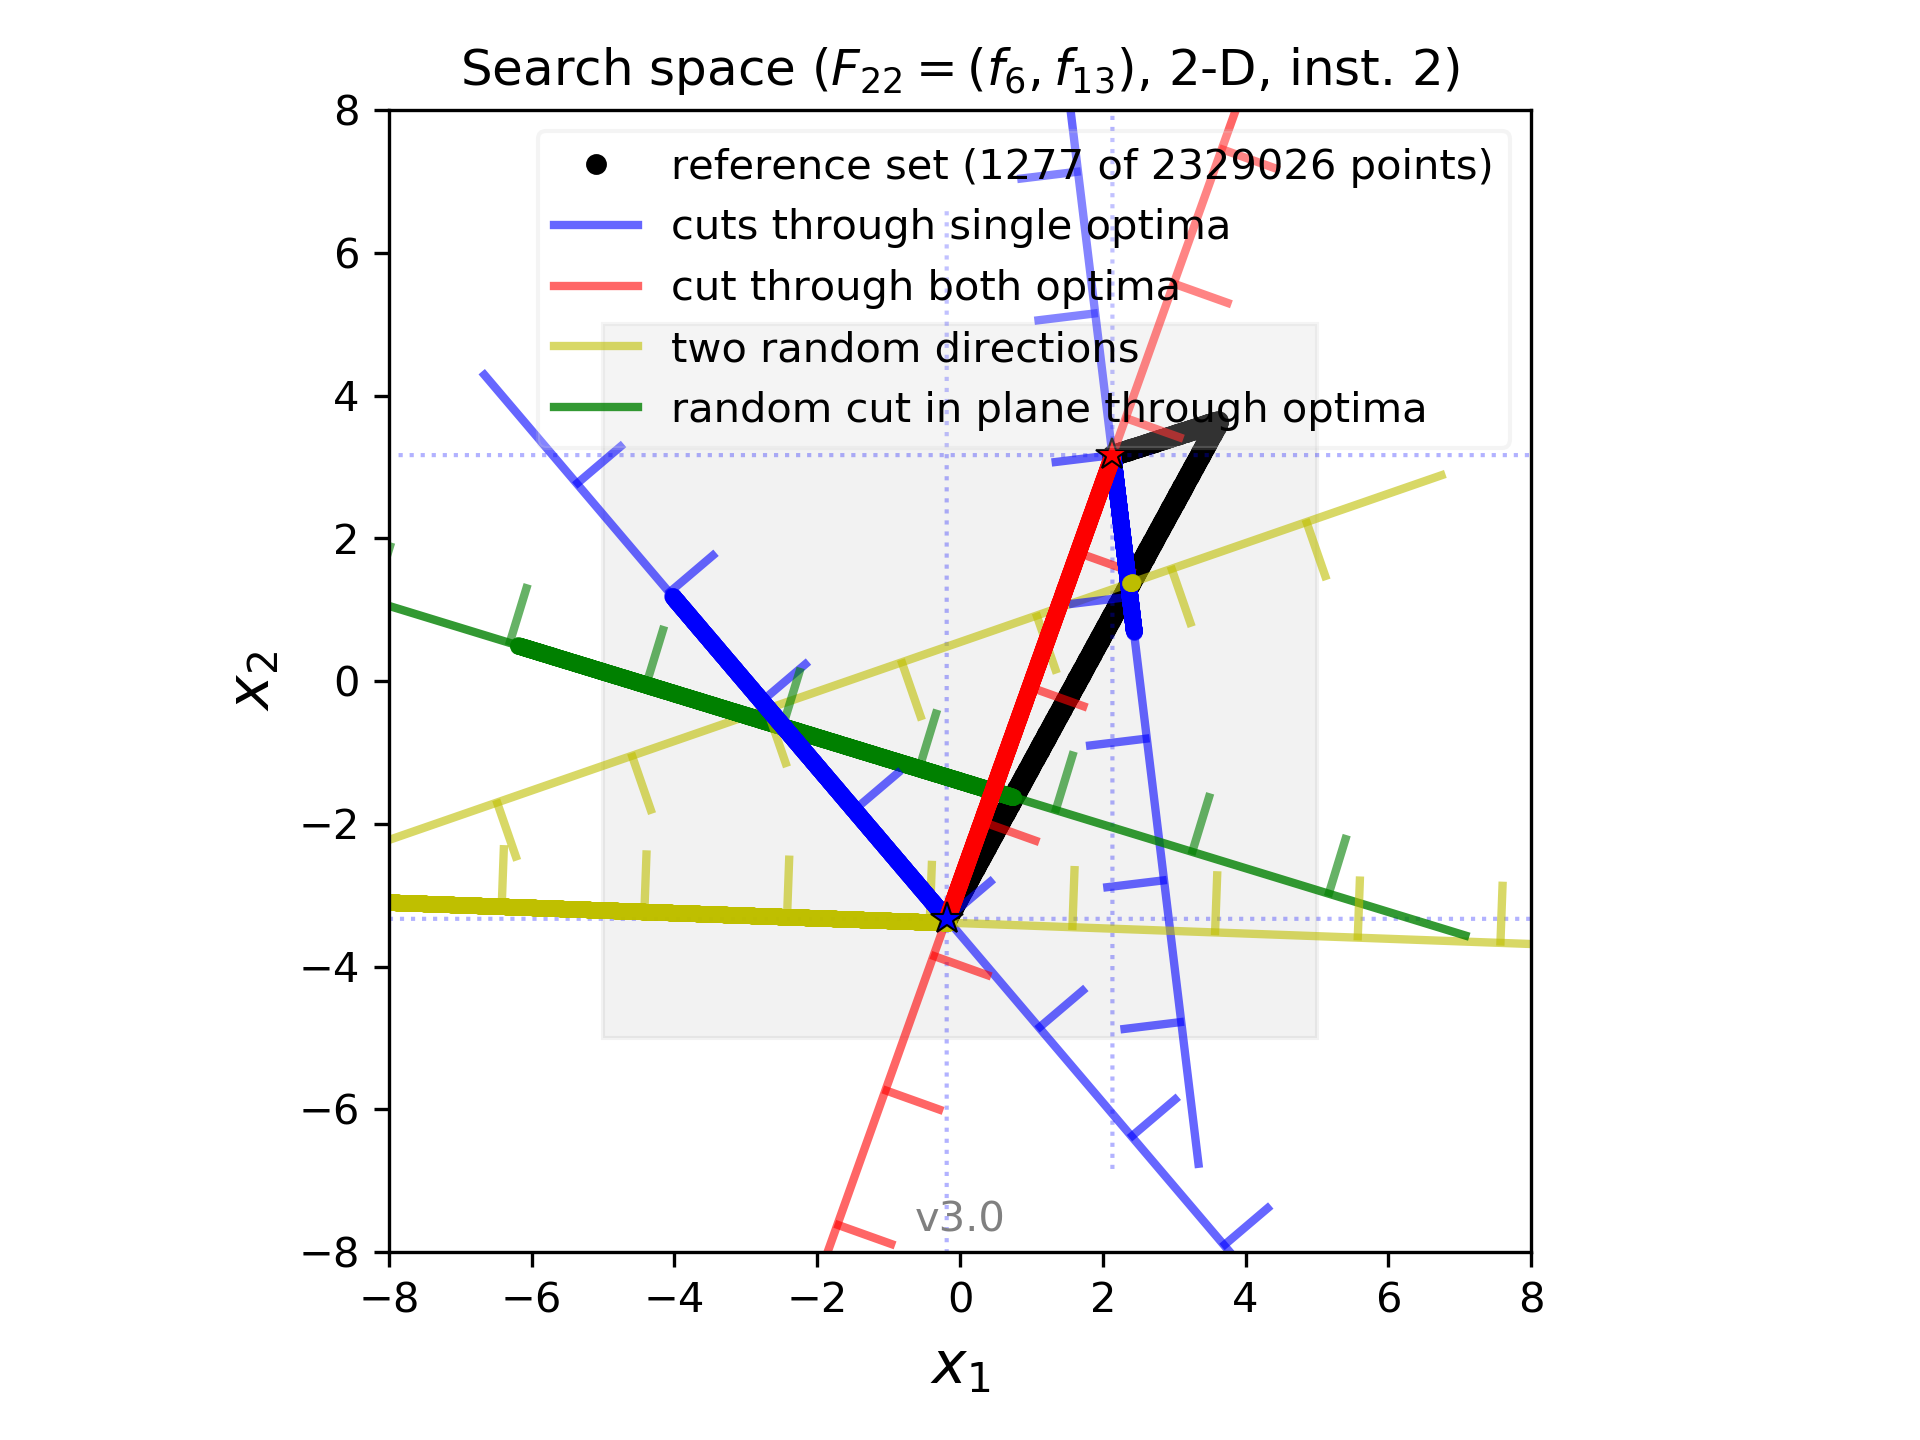 Search space (F22 = (f6, f13), 2-D, inst. 2)
reference set (1277 of 2329026 points)
cuts through single optima
cut through both optima
two random directions
random cut in plane through optima
8
6
4
2
0
−2
−4
−6
−8
x2
v3.0
−8 −6 −4 −2 0 2 4 6 8
x1